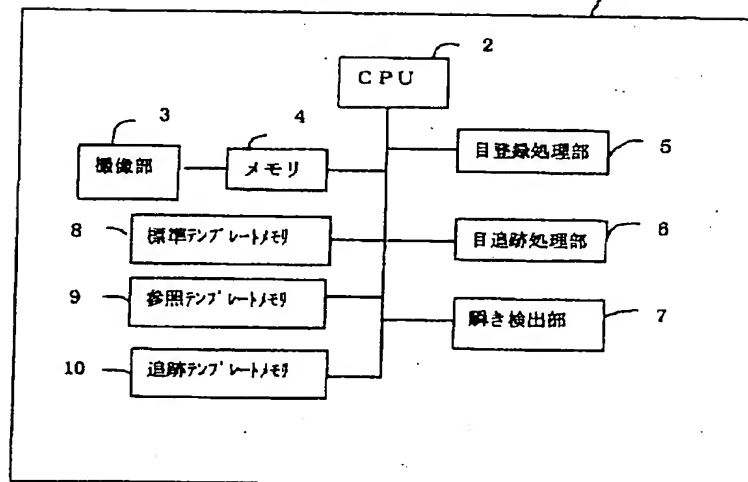 2
CPU
3
4
撮像部
メモリ
目登録処理部
5
8
標準テンプレートメモリ
目追跡処理部
6
9
参照テンプレートメモリ
瞬き検出部
7
10
追跡テンプレートメモリ